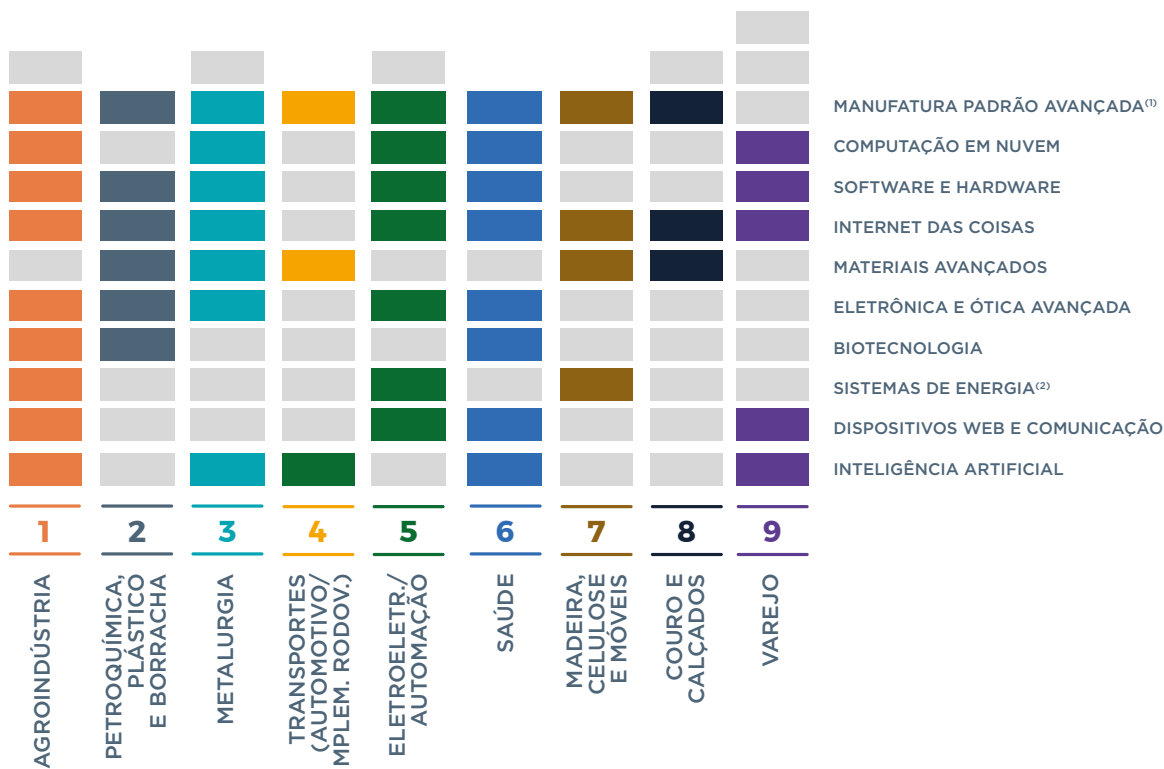 MANUFATURA PADRÃO AVANÇADA⁽¹⁾
COMPUTAÇÃO EM NUVEM
SOFTWARE E HARDWARE
INTERNET DAS COISAS
MATERIAIS AVANÇADOS
ELETRÔNICA E ÓTICA AVANÇADA
BIOTECNOLOGIA
SISTEMAS DE ENERGIA⁽²⁾
DISPOSITIVOS WEB E COMUNICAÇÃO
INTELIGÊNCIA ARTIFICIAL
1
2
3
4
5
6
7
8
9
AGROINDÚSTRIA
PETROQUÍMICA,
PLÁSTICO
E BORRACHA
METALURGIA
TRANSPORTES
(AUTOMOTIVO/
MPLEM. RODOV.)
ELETROELETR./
AUTOMAÇÃO
SAÚDE
MADEIRA,
CELULOSE
E MÓVEIS
COURO E
CALÇADOS
VAREJO